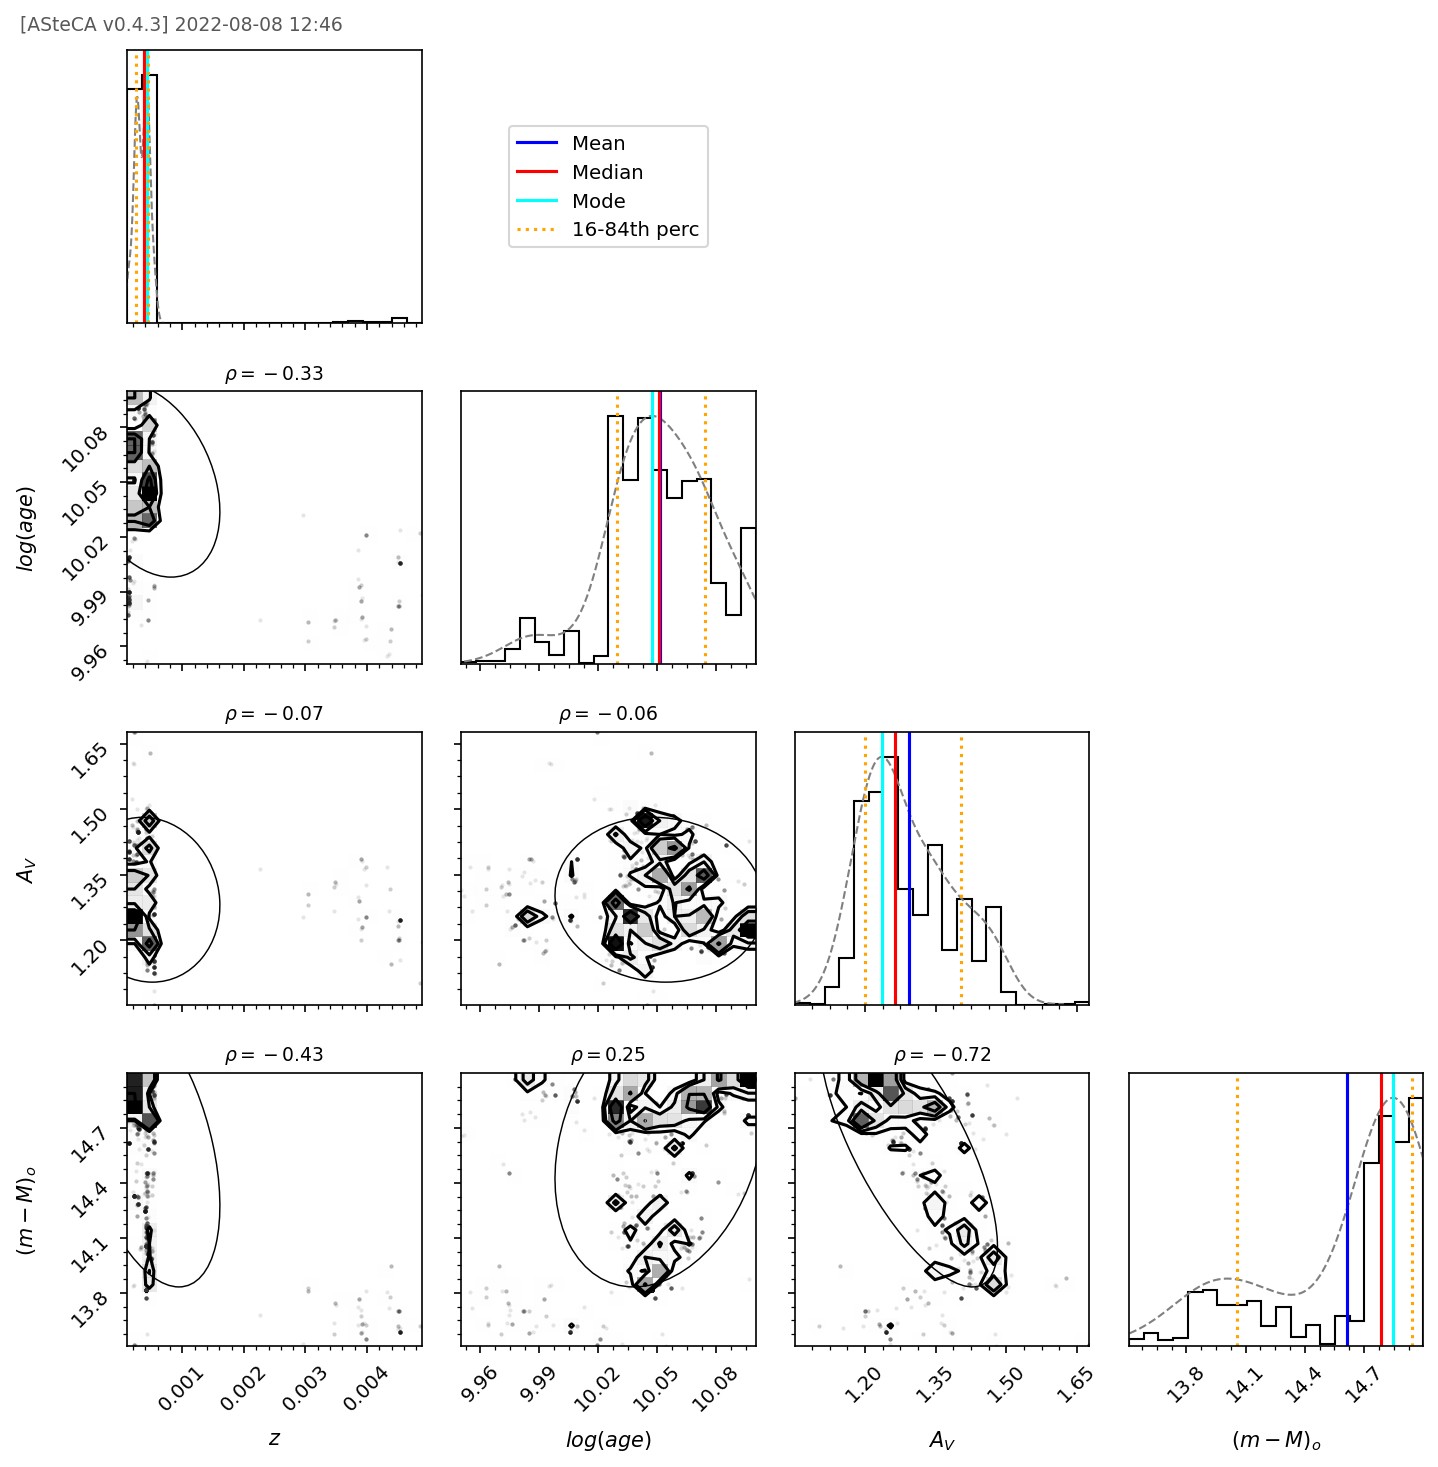 [ASteCA v0.4.3] 2022-08-08 12:46
Mean
Median
Mode
16-84th perc
ρ = −0.33
10.08
10.05
10.02
9.99
9.96
log(age)
ρ = −0.07
ρ = −0.06
1.65
1.50
1.35
1.20
A_V
ρ = −0.43
ρ = 0.25
ρ = −0.72
14.7
14.4
14.1
13.8
(m − M)_o
0.001 0.002 0.003 0.004
9.96 9.99 10.02 10.05 10.08
1.20 1.35 1.50 1.65
13.8 14.1 14.4 14.7
z
log(age)
A_V
(m − M)_o